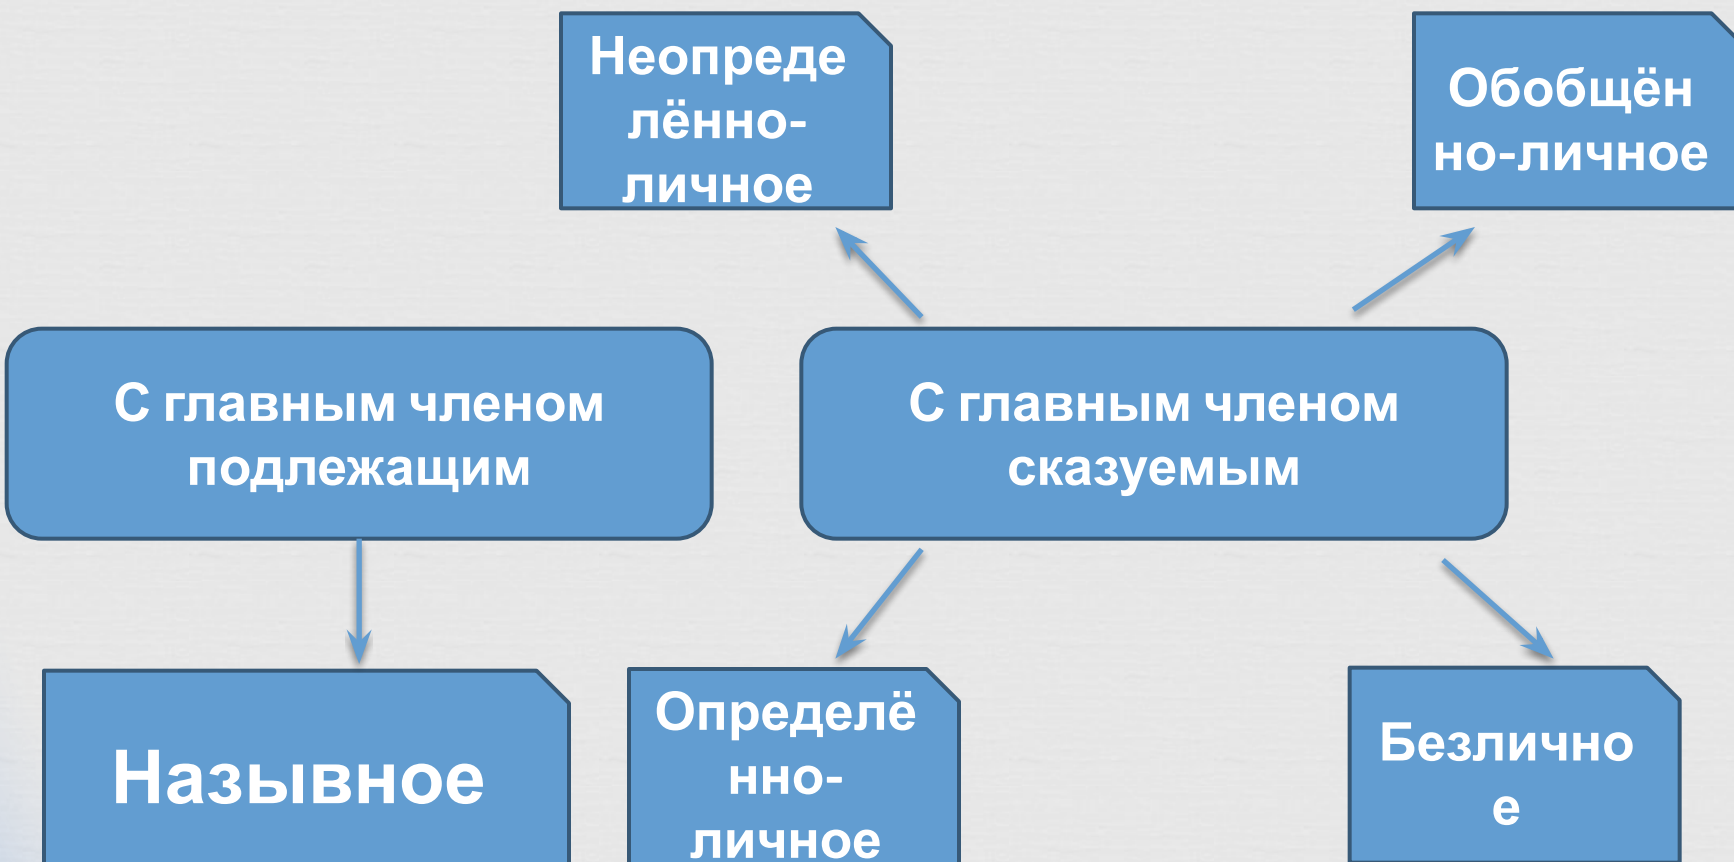 Неопреде
лённо-
личное
Обобщён
но-личное
С главным членом
подлежащим
С главным членом
сказуемым
Назывное
Определё
нно-
личное
Безлично
е